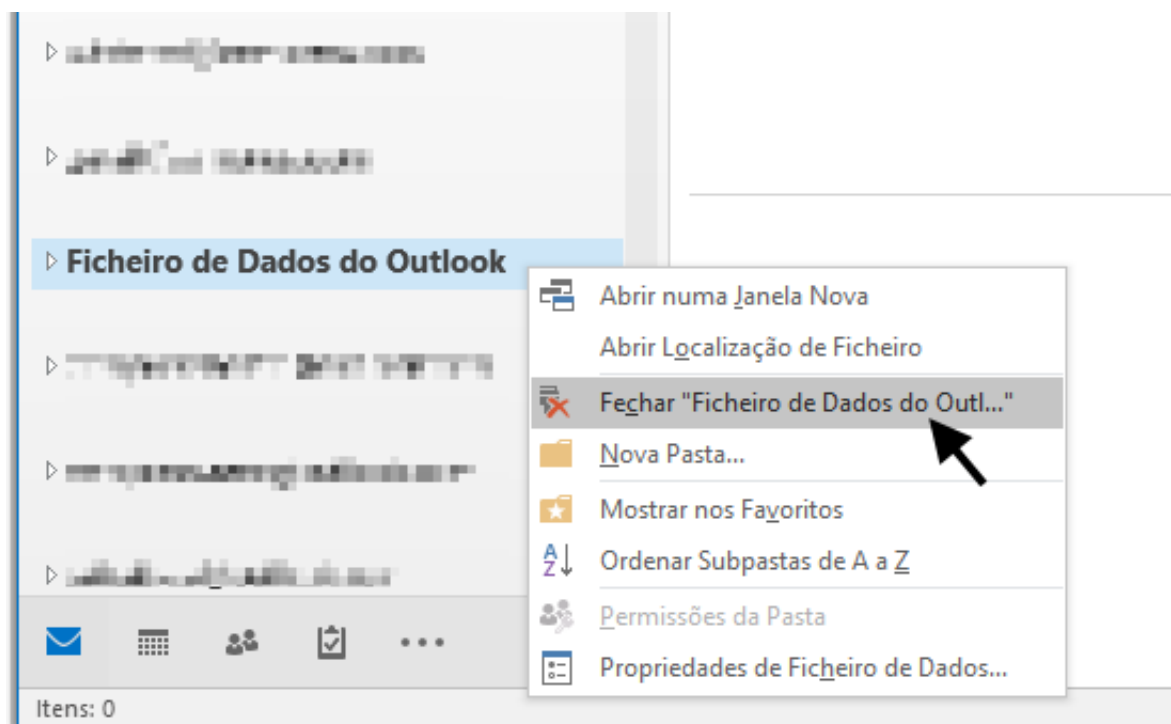 Ficheiro de Dados do Outlook
Abrir numa Janela Nova
Abrir Localização de Ficheiro
Fechar "Ficheiro de Dados do Outl..."
Nova Pasta...
Mostrar nos Favoritos
Ordenar Subpastas de A a Z
Permissões da Pasta
Propriedades de Ficheiro de Dados...
Itens: 0